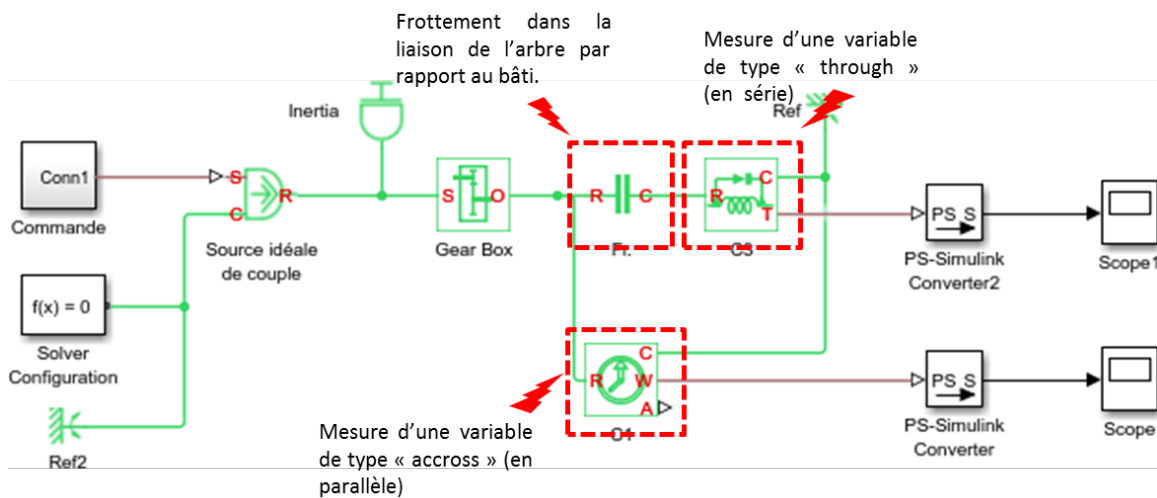 Frottement dans la
liaison de l’arbre par
rapport au bâti.
Mesure d’une variable
de type « through »
(en série)
Ref
Inertia
Conn1
Commande
S
C
R
Source idéale
de couple
S
O
Gear Box
R
C
Fr.
R
C
T
C3
PS S
PS-Simulink
Converter2
Scope1
f(x) = 0
Solver
Configuration
Ref2
R
C
W
A
C1
PS S
PS-Simulink
Converter
Scope
Mesure d’une variable
de type « accross » (en
parallèle)